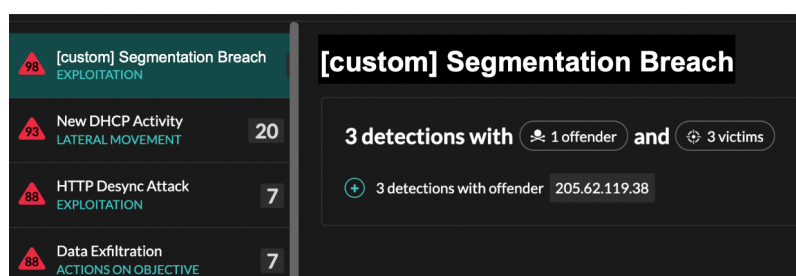 98
[custom] Segmentation Breach
EXPLOITATION
93
New DHCP Activity
LATERAL MOVEMENT
20
88
HTTP Desync Attack
EXPLOITATION
7
88
Data Exfiltration
ACTIONS ON OBJECTIVE
7
[custom] Segmentation Breach
3 detections with 1 offender and 3 victims
3 detections with offender 205.62.119.38